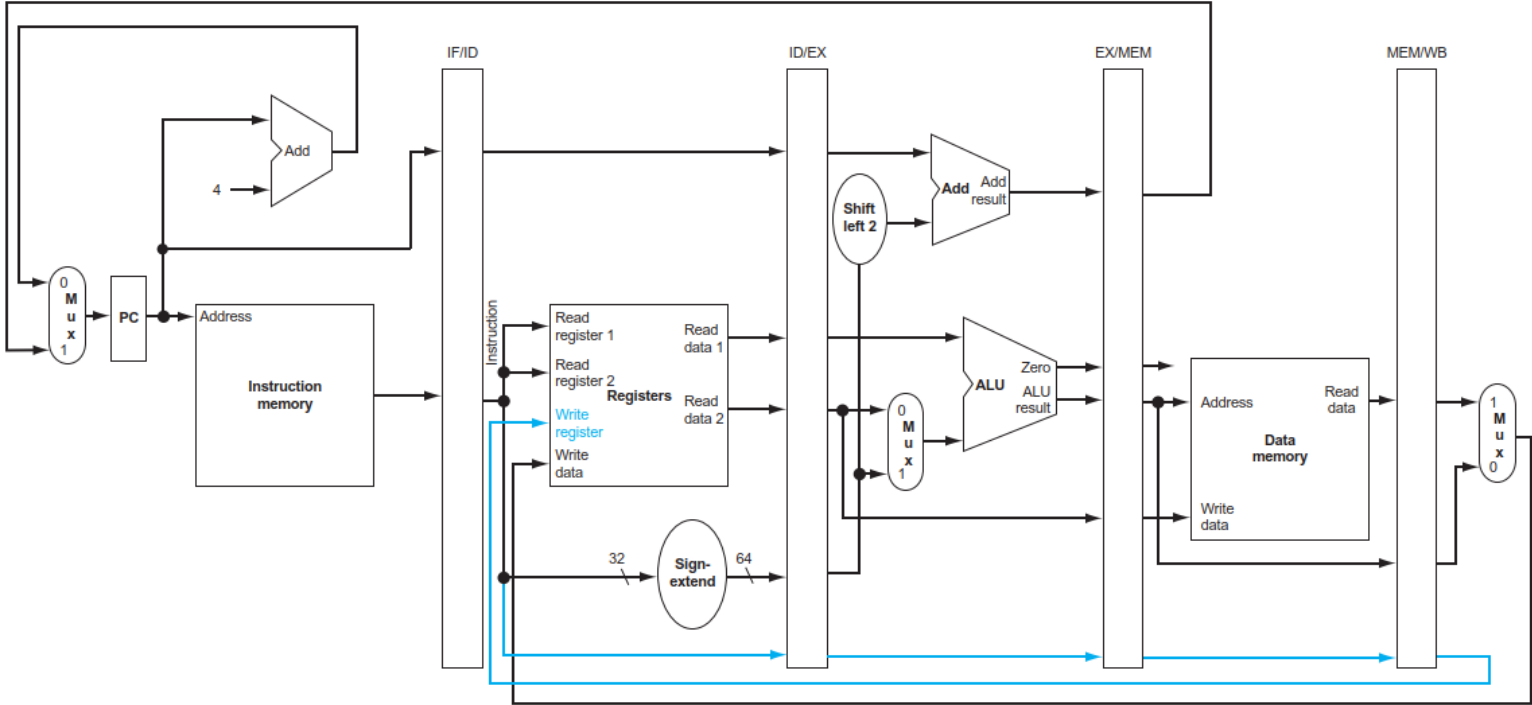 IF/ID
ID/EX
EX/MEM
MEM/WB
Add
4
Add
Add
result
Shift
left 2
0
M
u
x
1
PC
Address
Instruction
memory
Instruction
Read
register 1
Read
register 2
Write
register
Write
data
Registers
Read
data 1
Read
data 2
0
M
u
x
1
ALU
Zero
ALU
result
Address
Read
data
Data
memory
Write
data
1
M
u
x
0
32
Sign-
extend
64